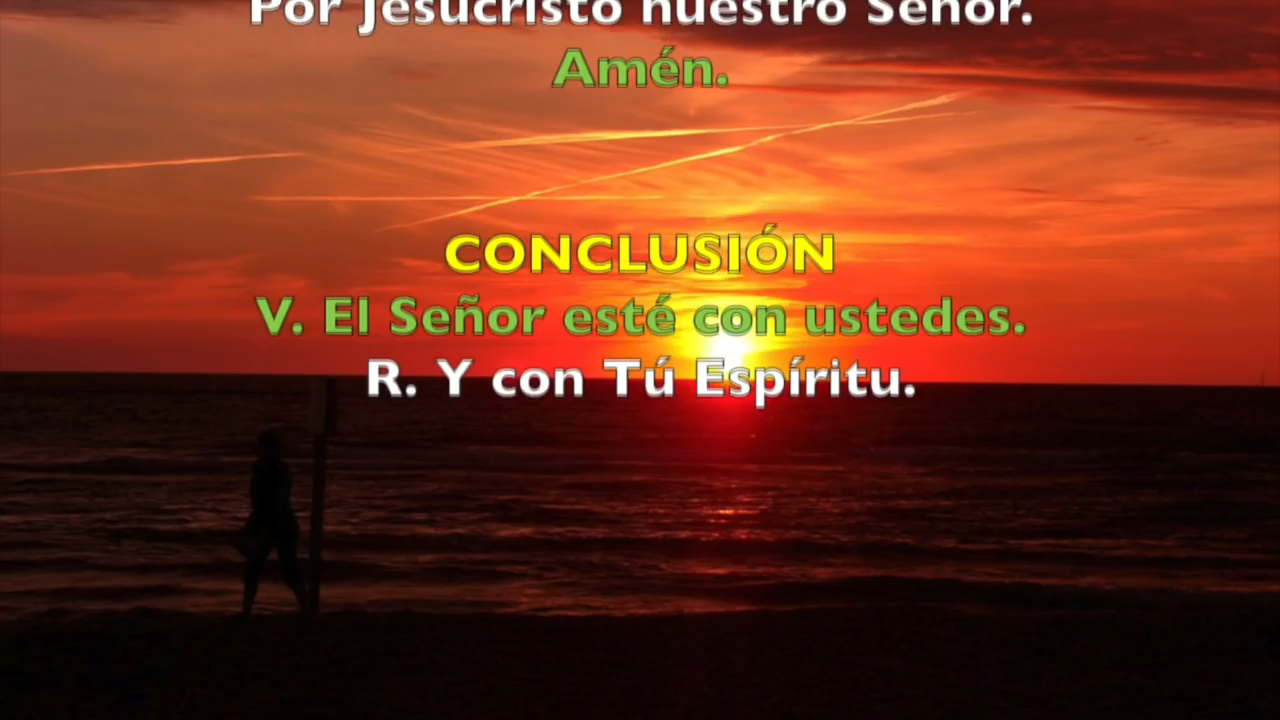 Por Jesucristo nuestro Señor.
Amén.
CONCLUSIÓN
V. El Señor esté con ustedes.
R. Y con Tú Espíritu.